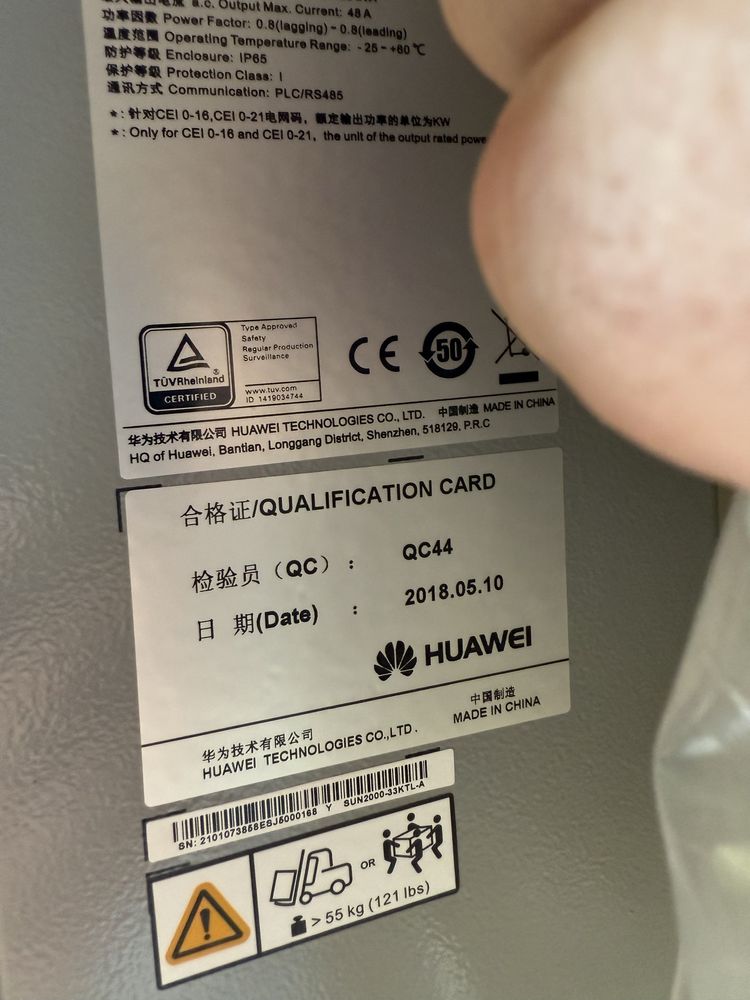 a.c. Output Max. Current: 48A
功率因数 Power Factor: 0.8(lagging) ~ 0.8(leading)
温度范围 Operating Temperature Range: -25 ~ +60℃
防护等级 Enclosure: IP65
保护等级 Protection Class: I
通讯方式 Communication: PLC/RS485
*: 针对CEI 0-16,CEI 0-21电网码，额定输出功率的单位为KW
*: Only for CEI 0-16 and CEI 0-21, the unit of the output rated
Type Approved
Safety
Regular Production
Surveillance
TÜVRheinland®
CERTIFIED
www.tuv.com
ID 1419034744
CE
50
华为技术有限公司 HUAWEI TECHNOLOGIES CO., LTD. 中国制造 MADE IN CHINA
HQ of Huawei, Bantian, Longgang District, Shenzhen, 518129, P.R.C
合格证/QUALIFICATION CARD
检验员（QC）: QC44
日 期(Date) : 2018.05.10
HUAWEI
中国制造
华为技术有限公司 MADE IN CHINA
HUAWEI TECHNOLOGIES CO.,LTD.
SN: 2101073858ESJ5000168 Y SUN2000-33KTL-A
OR
> 55 kg (121 lbs)